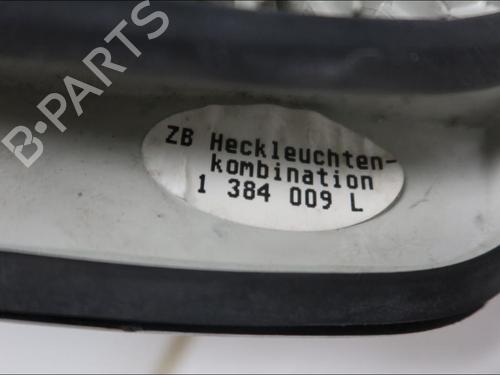 B-PARTS
ZB Heckleuchten-
kombination
1 384 009 L